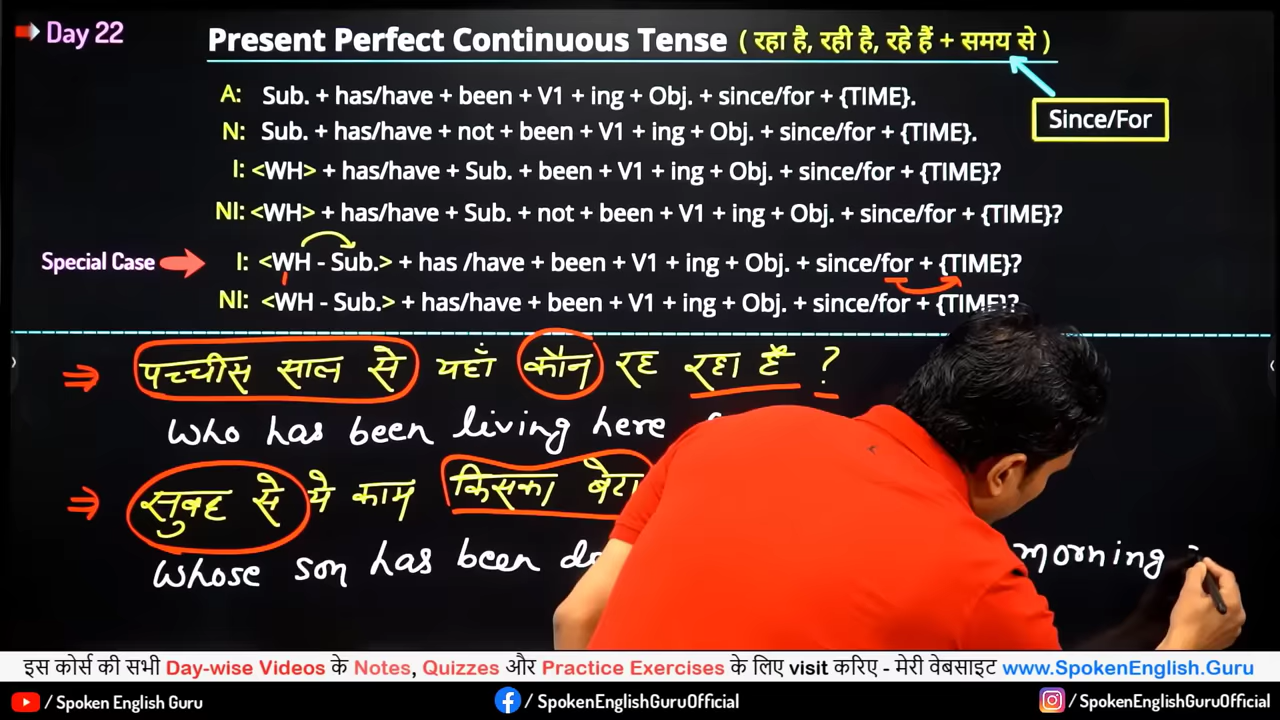 Day 22
Present Perfect Continuous Tense ( रहा है, रही है, रहे हैं + समय से )
Since/For
A: Sub. + has/have + been + V1 + ing + Obj. + since/for + {TIME}.
N: Sub. + has/have + not + been + V1 + ing + Obj. + since/for + {TIME}.
I: <WH> + has/have + Sub. + been + V1 + ing + Obj. + since/for + {TIME}?
NI: <WH> + has/have + Sub. + not + been + V1 + ing + Obj. + since/for + {TIME}?
Special Case I: <WH - Sub.> + has /have + been + V1 + ing + Obj. + since/for + {TIME}?
NI: <WH - Sub.> + has/have + been + V1 + ing + Obj. + since/for + {TIME}?
⇒ पच्चीस साल से यहाँ कौन रह रहा है ?
Who has been living here
⇒ सुबह से ये काम किसका बेटा
Whose son has been morning
इस कोर्स की सभी Day-wise Videos के Notes, Quizzes और Practice Exercises के लिए visit करिए - मेरी वेबसाइट www.SpokenEnglish.Guru
/ Spoken English Guru / SpokenEnglishGuruOfficial / SpokenEnglishGuruOfficial